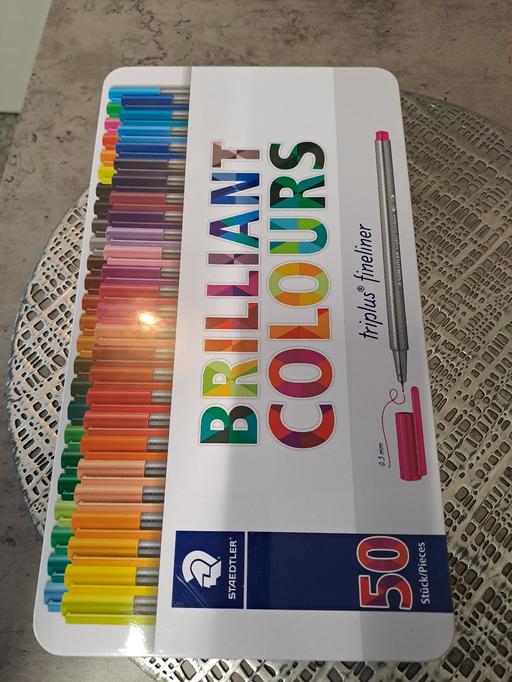 BRILLIANT
COLOURS
triplus® fineliner
0.3 mm
STAEDTLER®
50
Stück/Pieces